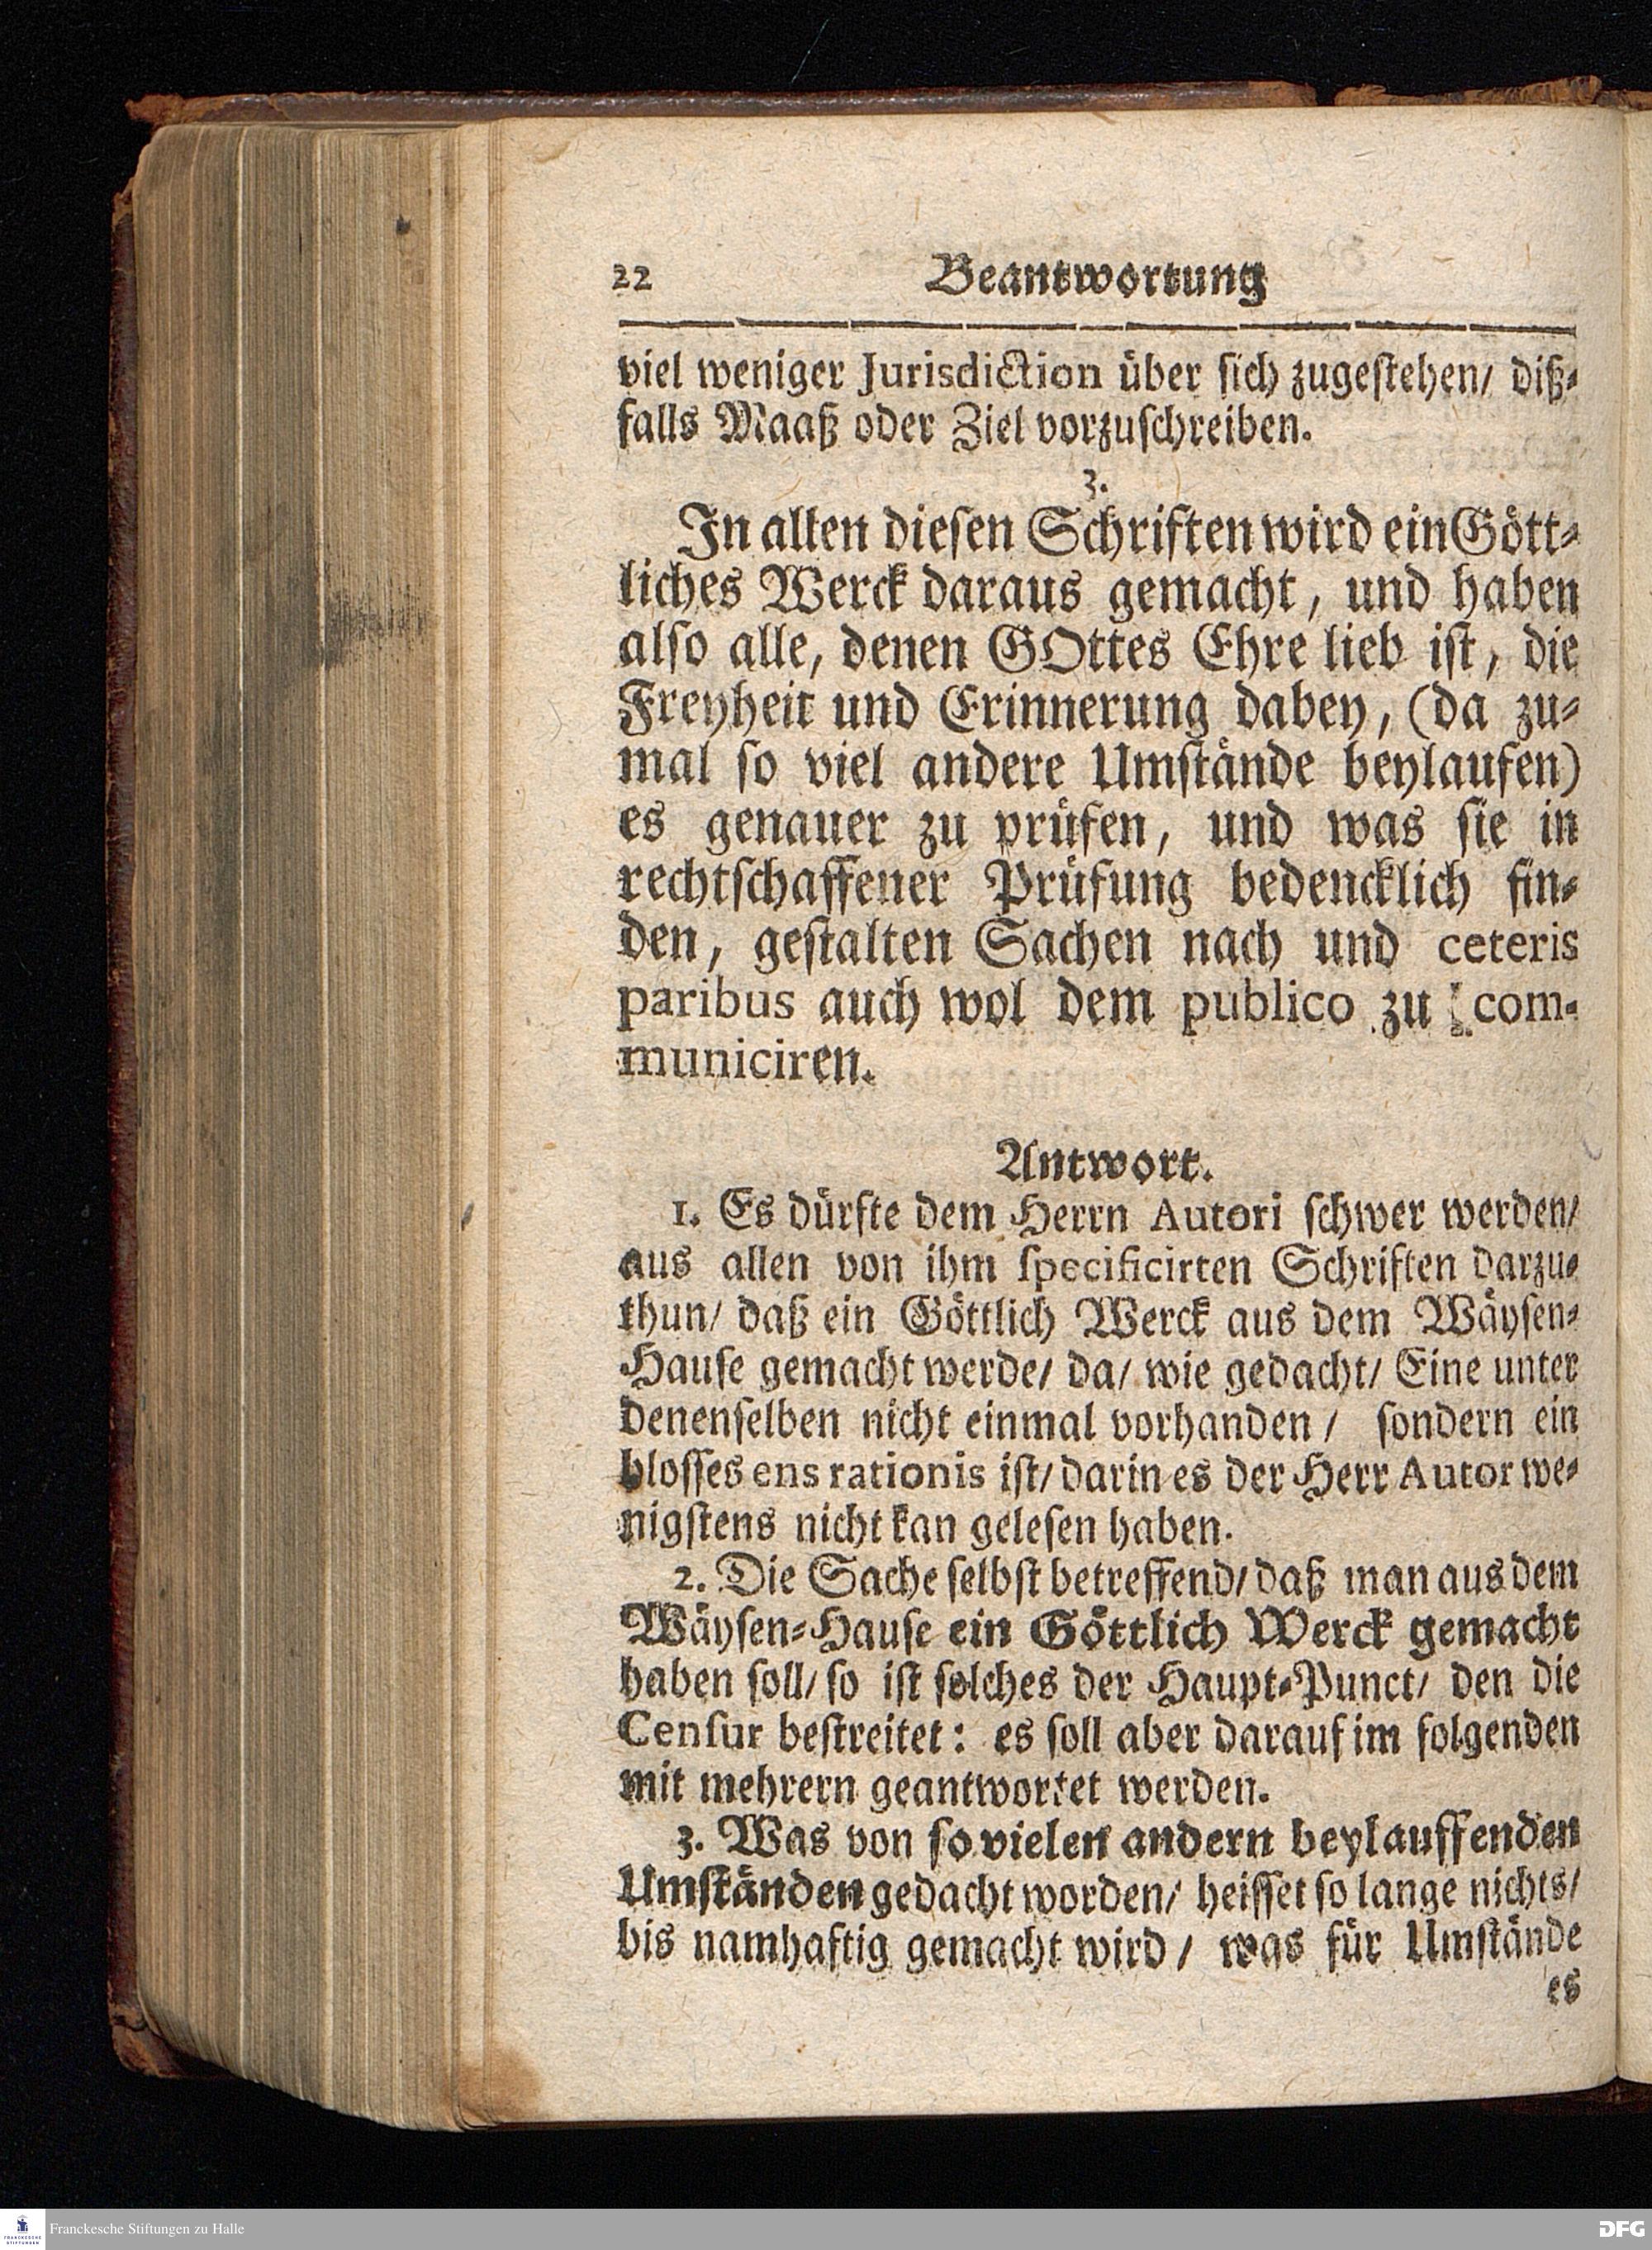 22 Beantwortung
viel weniger Jurisdiction über sich zugestehen/ diß-
falls Maaß oder Ziel vorzuschreiben.
3.
In allen diesen Schriften wird ein Gött-
liches Werck daraus gemacht, und haben
also alle, denen GOttes Ehre lieb ist, die
Freyheit und Erinnerung dabey, (da zu-
mal so viel andere Umstände beylaufen)
es genauer zu prüfen, und was sie in
rechtschaffener Prüfung bedencklich fin-
den, gestalten Sachen nach und ceteris
paribus auch wol dem publico zu com-
municiren.
Antwort.
1. Es dürfte dem Herrn Autori schwer werden/
aus allen von ihm specificirten Schriften darzu-
thun/ daß ein Göttlich Werck aus dem Wäysen-
Hause gemacht werde/ da/ wie gedacht/ Eine unter
denenselben nicht einmal vorhanden / sondern ein
blosses ens rationis ist/ darin es der Herr Autor we-
nigstens nicht kan gelesen haben.
2. Die Sache selbst betreffend/ daß man aus dem
Wäysen-Hause ein Göttlich Werck gemacht
haben soll/ so ist solches der Haupt-Punct/ den die
Censur bestreitet: es soll aber darauf im folgenden
mit mehrern geantwortet werden.
3. Was von so vielen andern beylauffenden
Umständen gedacht worden/ heisset so lange nichts/
bis namhaftig gemacht wird / was für Umstände
es
FRANCKESCHE STIFTUNGEN
Franckesche Stiftungen zu Halle
DFG